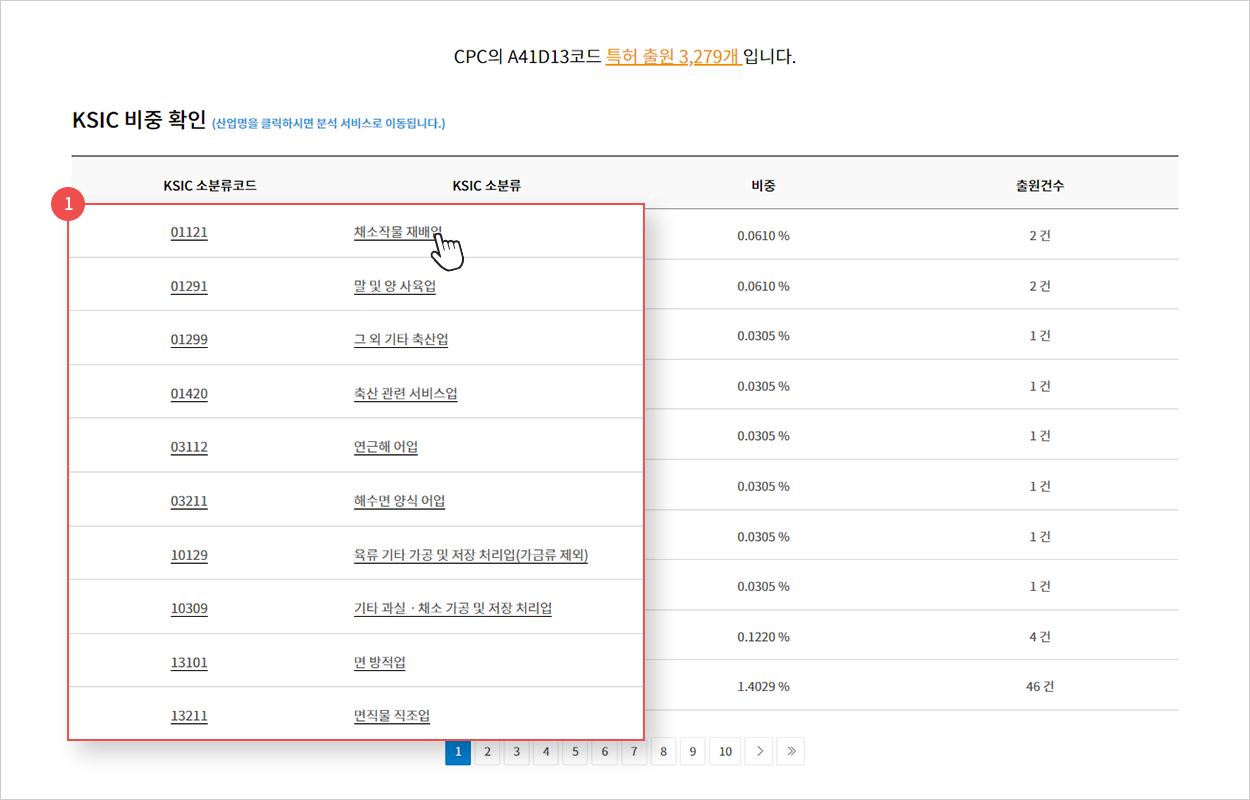 CPC의 A41D13코드 특허 출원 3,279개 입니다.
KSIC 비중 확인 (산업명을 클릭하시면 분석 서비스로 이동됩니다.)
KSIC 소분류코드 KSIC 소분류 비중 출원건수
1
01121 채소작물 재배업 0.0610 % 2 건
01291 말 및 양 사육업 0.0610 % 2 건
01299 그 외 기타 축산업 0.0305 % 1 건
01420 축산 관련 서비스업 0.0305 % 1 건
03112 연근해 어업 0.0305 % 1 건
03211 해수면 양식 어업 0.0305 % 1 건
10129 육류 기타 가공 및 저장 처리업(가금류 제외) 0.0305 % 1 건
10309 기타 과실ㆍ채소 가공 및 저장 처리업 0.0305 % 1 건
13101 면 방적업 0.1220 % 4 건
13211 면직물 직조업 1.4029 % 46 건
1 2 3 4 5 6 7 8 9 10 > »